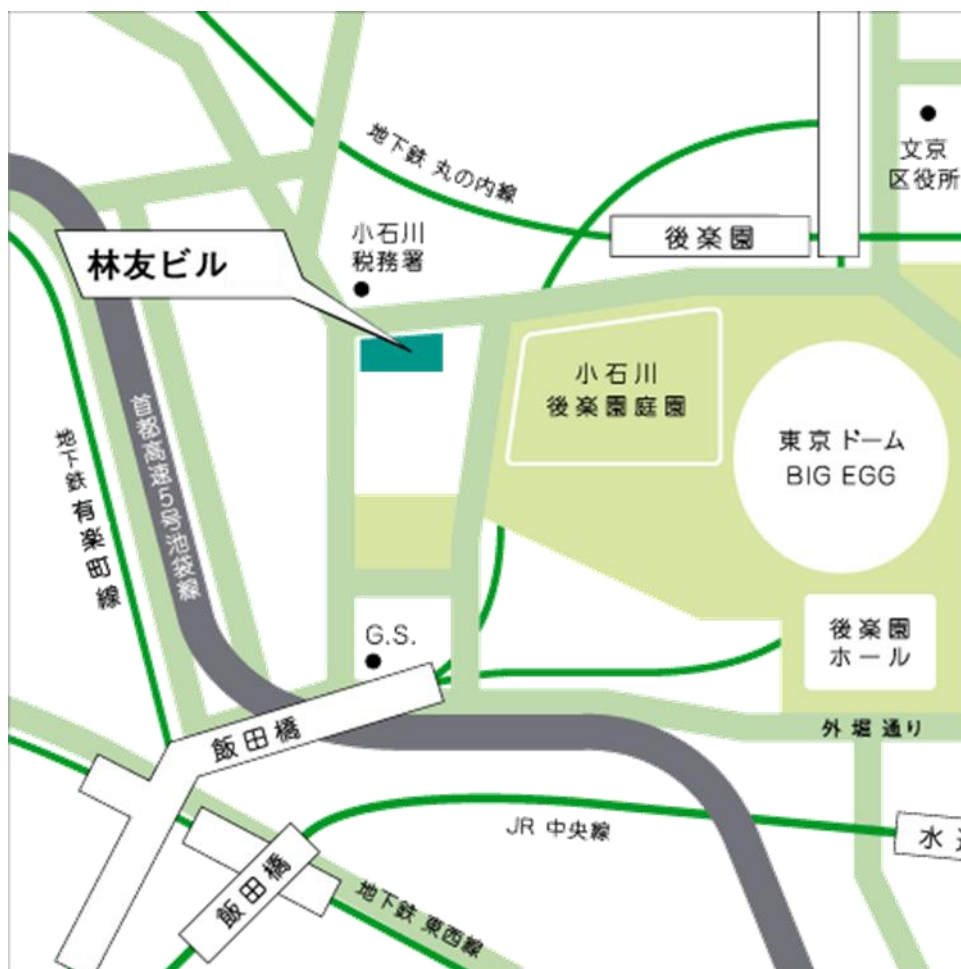 地下鉄 丸の内線
文京
区役所
後楽園
小石川
税務署
林友ビル
小石川
後楽園庭園
東京ドーム
BIG EGG
首都高速5号池袋線
地下鉄 有楽町線
G.S.
後楽園
ホール
外堀通り
飯田橋
JR 中央線
水道
飯田橋
地下鉄 東西線